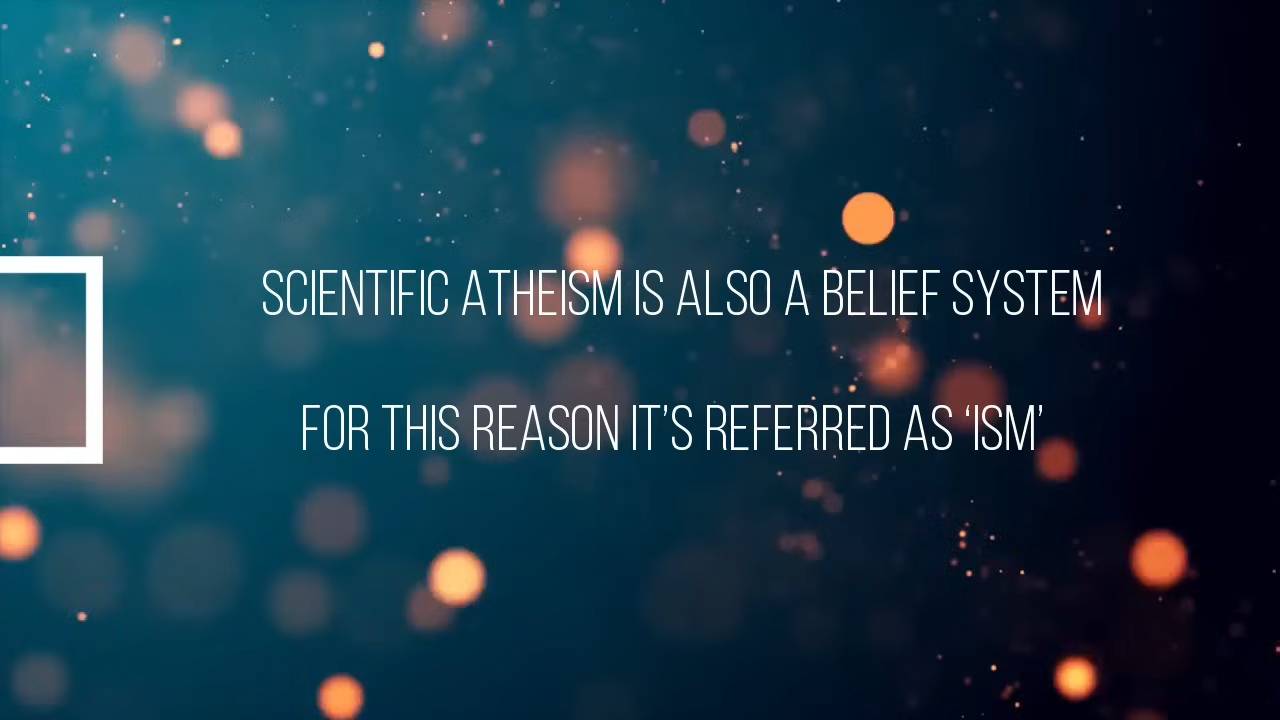 SCIENTIFIC ATHEISM IS ALSO A BELIEF SYSTEM
FOR THIS REASON IT’S REFERRED AS ‘ISM’